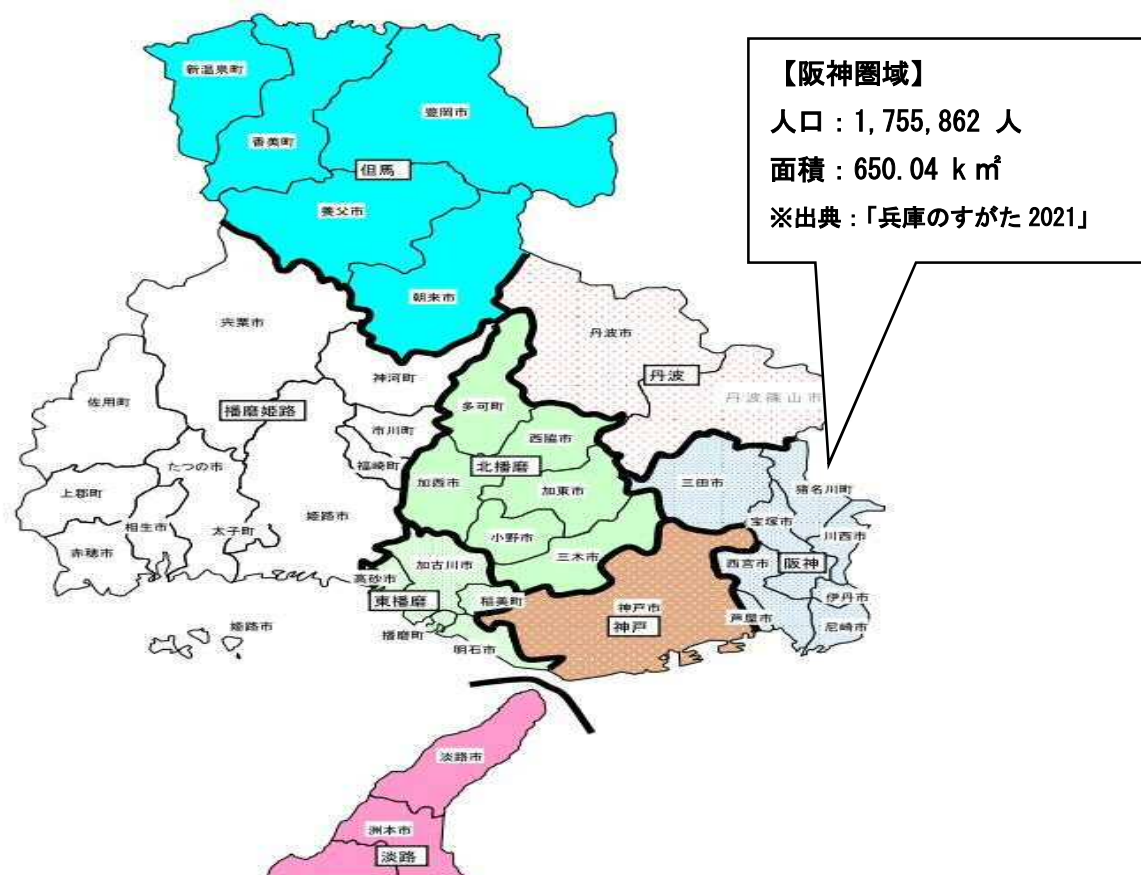 【阪神圏域】
人口：1,755,862 人
面積：650.04 k㎡
※出典：「兵庫のすがた 2021」
新温泉町
香美町
豊岡市
但馬
養父市
朝来市
宍粟市
丹波市
丹波
丹波篠山市
神河町
佐用町
播磨姫路
市川町
多可町
西脇市
福崎町
北播磨
たつの市
加西市
加東市
三田市
猪名川町
上郡町
相生市
太子町
姫路市
小野市
宝塚市
川西市
赤穂市
三木市
西宮市
阪神
加古川市
高砂市
東播磨
稲美町
神戸市
神戸
芦屋市
伊丹市
尼崎市
姫路市
播磨町
明石市
淡路市
洲本市
淡路